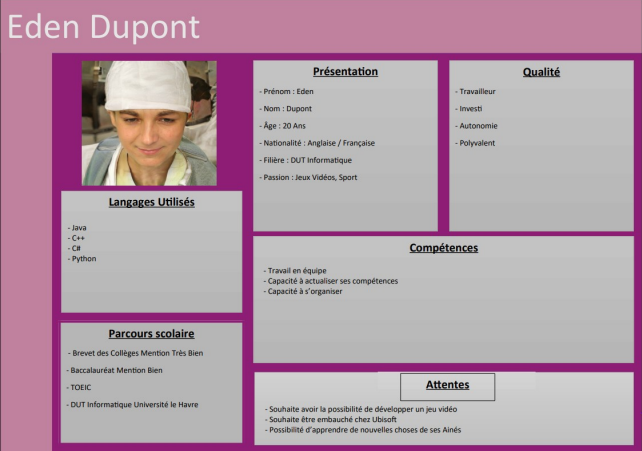 Eden Dupont
Présentation
- Prénom : Eden
- Nom : Dupont
- Âge : 20 Ans
- Nationalité : Anglaise / Française
- Filière : DUT Informatique
- Passion : Jeux Vidéos, Sport
Qualité
- Travailleur
- Investi
- Autonomie
- Polyvalent
Langages Utilisés
- Java
- C++
- C#
- Python
Compétences
- Travail en équipe
- Capacité à actualiser ses compétences
- Capacité à s’organiser
Parcours scolaire
- Brevet des Collèges Mention Très Bien
- Baccalauréat Mention Bien
- TOEIC
- DUT Informatique Université le Havre
Attentes
- Souhaite avoir la possibilité de développer un jeu vidéo
- Souhaite être embauché chez Ubisoft
- Possibilité d’apprendre de nouvelles choses de ses Ainés